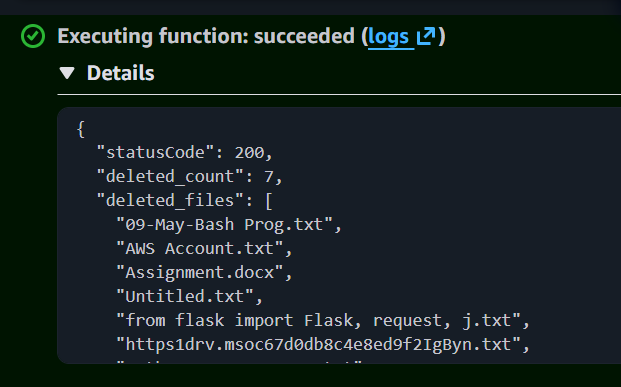 Executing function: succeeded (logs)
Details
{
"statusCode": 200,
"deleted_count": 7,
"deleted_files": [
"09-May-Bash Prog.txt",
"AWS Account.txt",
"Assignment.docx",
"Untitled.txt",
"from flask import Flask, request, j.txt",
"https1drv.msoc67d0db8c4e8ed9f2IgByn.txt",